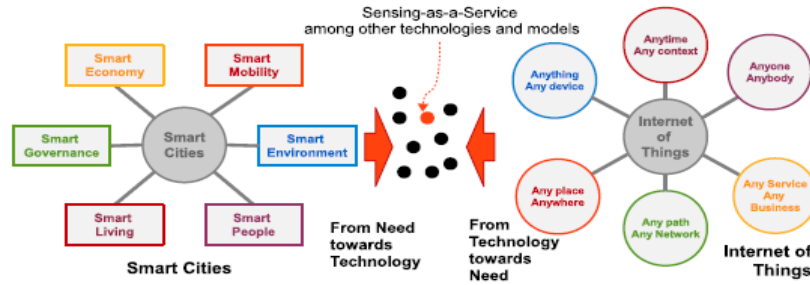 Sensing-as-a-Service
among other technologies and models
Smart
Economy
Smart
Mobility
Smart
Governance
Smart
Cities
Smart
Environment
Smart
Living
Smart
People
Smart Cities
From Need
towards
Technology
From
Technology
towards
Need
Anytime
Any context
Anything
Any device
Anyone
Anybody
Internet
of
Things
Any place
Anywhere
Any path
Any Network
Any Service
Any
Business
Internet of
Things